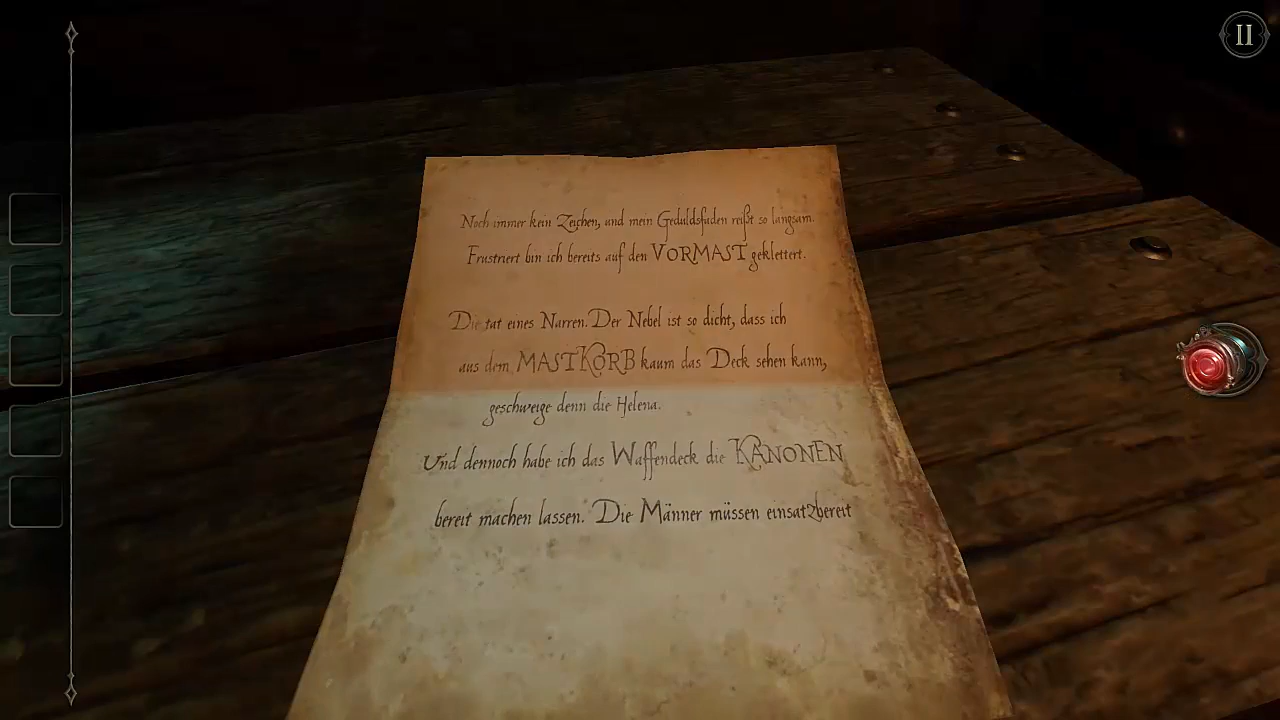 Noch immer kein Zeichen, und mein Geduldsfaden reißt so langsam.
Frustriert bin ich bereits auf den VORMAST geklettert.
Die tat eines Narren. Der Nebel ist so dicht, dass ich
aus dem MASTKORB kaum das Deck sehen kann,
geschweige denn die Helena.
Und dennoch habe ich das Waffendeck die KANONEN
bereit machen lassen. Die Männer müssen einsatzbereit